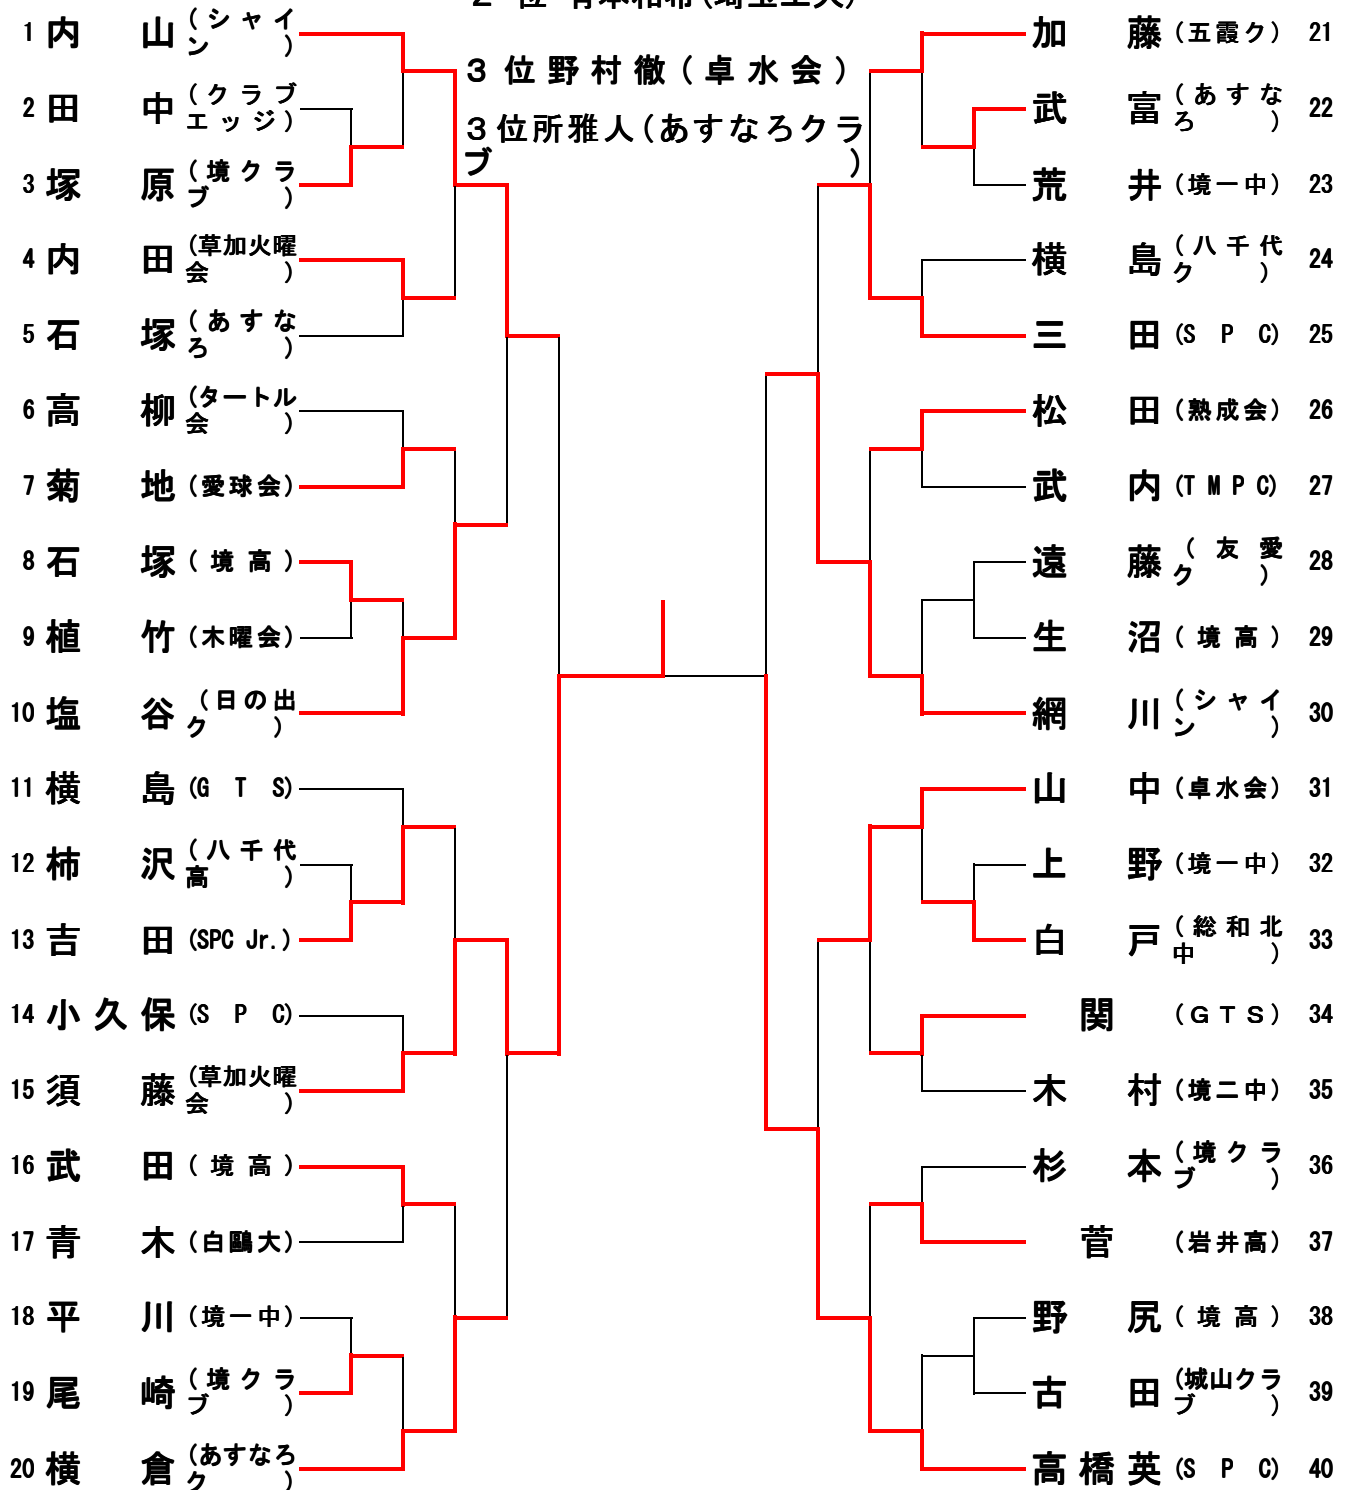 3 位 野 村 徹 ( 卓 水 会 )
3 位 所 雅 人 (あすなろクラブ)
1 内 山 (シャイン)
2 田 中 (クラブエッジ)
3 塚 原 (境クラブ)
4 内 田 (草加火曜会)
5 石 塚 (あすなろ)
6 高 柳 (タートル会)
7 菊 地 (愛球会)
8 石 塚 (境高)
9 植 竹 (木曜会)
10 塩 谷 (日の出ク)
11 横 島 (G T S)
12 柿 沢 (八千代高)
13 吉 田 (SPC Jr.)
14 小 久 保 (S P C)
15 須 藤 (草加火曜会)
16 武 田 (境高)
17 青 木 (白鷗大)
18 平 川 (境一中)
19 尾 崎 (境クラブ)
20 横 倉 (あすなろク)
加 藤 (五霞ク) 21
武 富 (あすなろ) 22
荒 井 (境一中) 23
横 島 (八千代ク) 24
三 田 (S P C) 25
松 田 (熟成会) 26
武 内 (T M P C) 27
遠 藤 (友愛ク) 28
生 沼 (境高) 29
網 川 (シャイン) 30
山 中 (卓水会) 31
上 野 (境一中) 32
白 戸 (総和北中) 33
関 (G T S) 34
木 村 (境二中) 35
杉 本 (境クラブ) 36
菅 (岩井高) 37
野 尻 (境高) 38
古 田 (城山クラブ) 39
高 橋 英 (S P C) 40